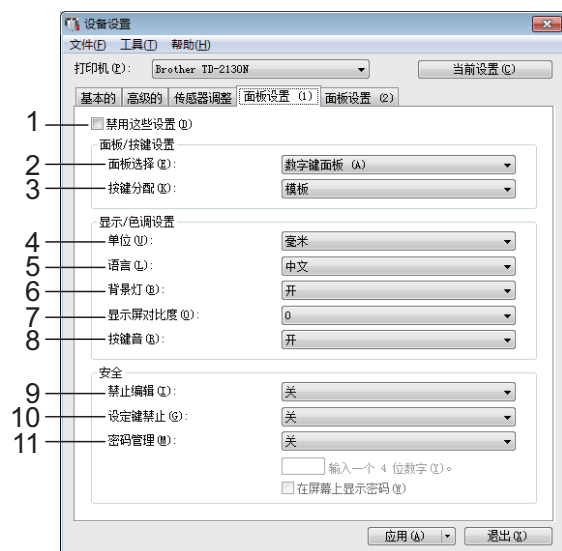 设备设置
文件(F) 工具(T) 帮助(H)
打印机(P): Brother TD-2130N 当前设置(C)
基本的 高级的 传感器调整 面板设置 (1) 面板设置 (2)
1 禁用这些设置(D)
面板/按键设置
2 面板选择(E): 数字键面板 (A)
3 按键分配(K): 模板
显示/色调设置
4 单位(U): 毫米
5 语言(L): 中文
6 背景灯(B): 开
7 显示屏对比度(O): 0
8 按键音(R): 开
安全
9 禁止编辑(I): 关
10 设定键禁止(G): 关
11 密码管理(M): 关
输入一个 4 位数字(Y)。
在屏幕上显示密码(W)
应用(A) 退出(X)